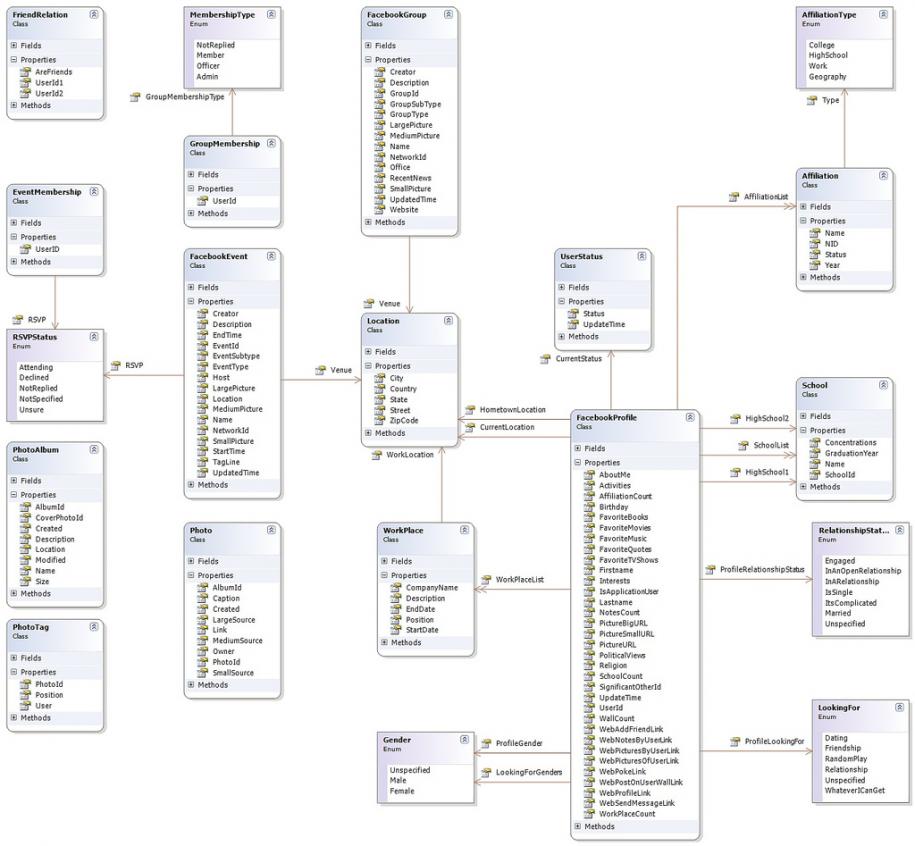 FriendRelation
Class
Fields
Properties
AreFriends
UserId1
UserId2
Methods
MembershipType
Enum
NotReplied
Member
Officer
Admin
GroupMembershipType
GroupMembership
Class
Fields
Properties
UserId
Methods
FacebookGroup
Class
Fields
Properties
Creator
Description
GroupId
GroupSubType
GroupType
LargePicture
MediumPicture
Name
NetworkId
Office
RecentNews
SmallPicture
UpdatedTime
Website
Methods
Venue
AffiliationType
Enum
College
HighSchool
Work
Geography
Type
AffiliationList
Affiliation
Class
Fields
Properties
Name
NID
Status
Year
Methods
EventMembership
Class
Fields
Properties
UserID
Methods
RSVP
RSVPStatus
Enum
Attending
Declined
NotReplied
NotSpecified
Unsure
RSVP
FacebookEvent
Class
Fields
Properties
Creator
Description
EndTime
EventId
EventSubtype
EventType
Host
LargePicture
Location
MediumPicture
Name
NetworkId
SmallPicture
StartTime
TagLine
UpdatedTime
Methods
Venue
Location
Class
Fields
Properties
City
Country
State
Street
ZipCode
Methods
WorkLocation
HometownLocation
CurrentLocation
UserStatus
Class
Fields
Properties
Status
UpdateTime
Methods
CurrentStatus
FacebookProfile
Class
Fields
Properties
AboutMe
Activities
AffiliationCount
Birthday
FavoriteBooks
FavoriteMovies
FavoriteMusic
FavoriteQuotes
FavoriteTVShows
Firstname
Interests
IsApplicationUser
Lastname
NotesCount
PictureBigURL
PictureSmallURL
PictureURL
PoliticalViews
Religion
SchoolCount
SignificantOtherId
UpdateTime
UserId
WallCount
WebAddFriendLink
WebNotesByUserLink
WebPicturesByUserLink
WebPicturesOfUserLink
WebPokeLink
WebPostOnUserWallLink
WebProfileLink
WebSendMessageLink
WorkPlaceCount
Methods
HighSchool2
SchoolList
HighSchool1
School
Class
Fields
Properties
Concentrations
GraduationYear
Name
SchoolId
Methods
PhotoAlbum
Class
Fields
Properties
AlbumId
CoverPhotoId
Created
Description
Location
Modified
Name
Size
Methods
Photo
Class
Fields
Properties
AlbumId
Caption
Created
LargeSource
Link
MediumSource
Owner
PhotoId
SmallSource
Methods
WorkPlace
Class
Fields
Properties
CompanyName
Description
EndDate
Position
StartDate
Methods
WorkPlaceList
ProfileRelationshipStatus
RelationshipStat...
Enum
Engaged
InAnOpenRelationship
InARelationship
IsSingle
ItsComplicated
Married
Unspecified
PhotoTag
Class
Fields
Properties
PhotoId
Position
User
Methods
Gender
Enum
Unspecified
Male
Female
ProfileGender
LookingForGenders
ProfileLookingFor
LookingFor
Enum
Dating
Friendship
RandomPlay
Relationship
Unspecified
WhateverICanGet